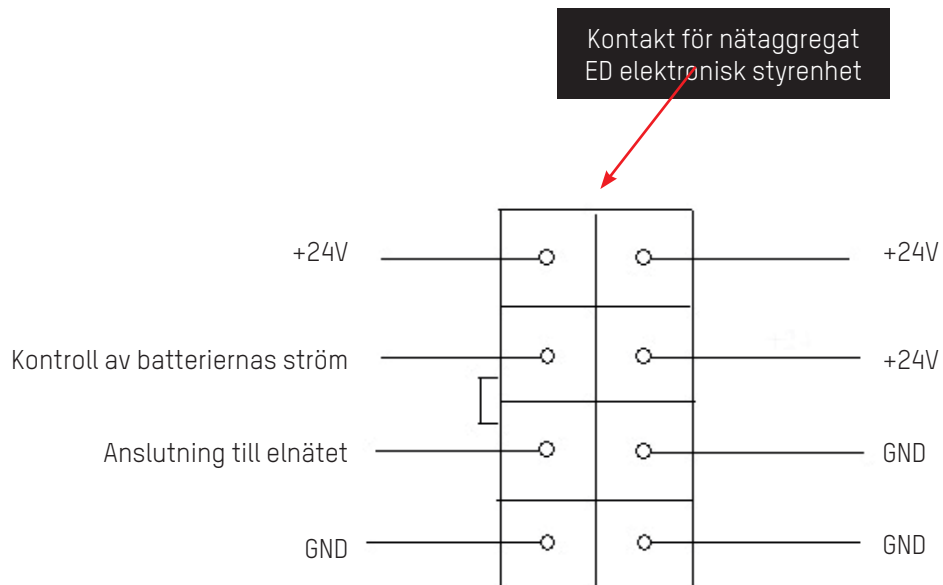 Kontakt för nätaggregat
ED elektronisk styrenhet
+24V
+24V
Kontroll av batteriernas ström
+24V
Anslutning till elnätet
GND
GND
GND